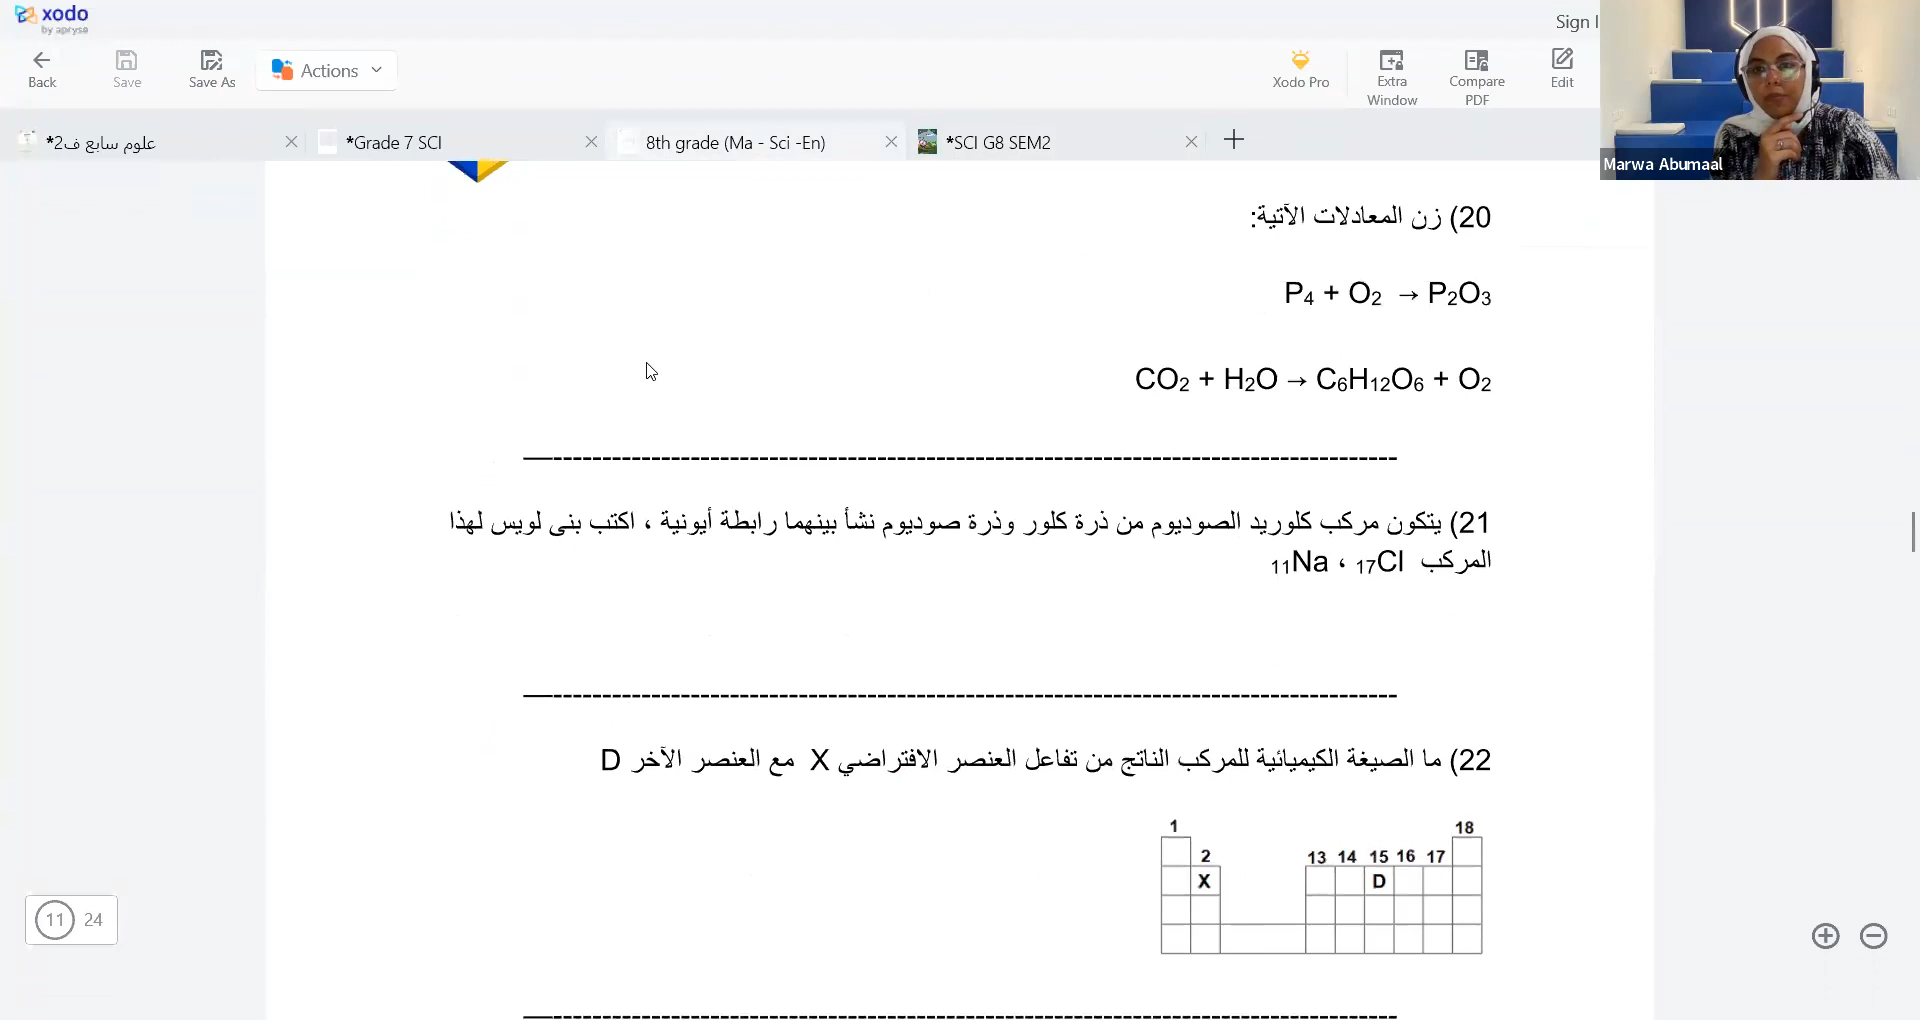 xodo
by apryse
Sign I
Back
Save
Save As
Actions
Xodo Pro
Extra Window
Compare PDF
Edit
*علوم سابع ف2
*Grade 7 SCI
8th grade (Ma - Sci -En)
*SCI G8 SEM2
Marwa Abumaal
20) زن المعادلات الآتية:
P₄ + O₂ → P₂O₃
CO₂ + H₂O → C₆H₁₂O₆ + O₂
21) يتكون مركب كلوريد الصوديوم من ذرة كلور وذرة صوديوم نشأ بينهما رابطة أيونية ، اكتب بنى لويس لهذا
المركب ₁₇Cl ، ₁₁Na
22) ما الصيغة الكيميائية للمركب الناتج من تفاعل العنصر الافتراضي X مع العنصر الآخر D
1 18
2 13 14 15 16 17
X D
11 24